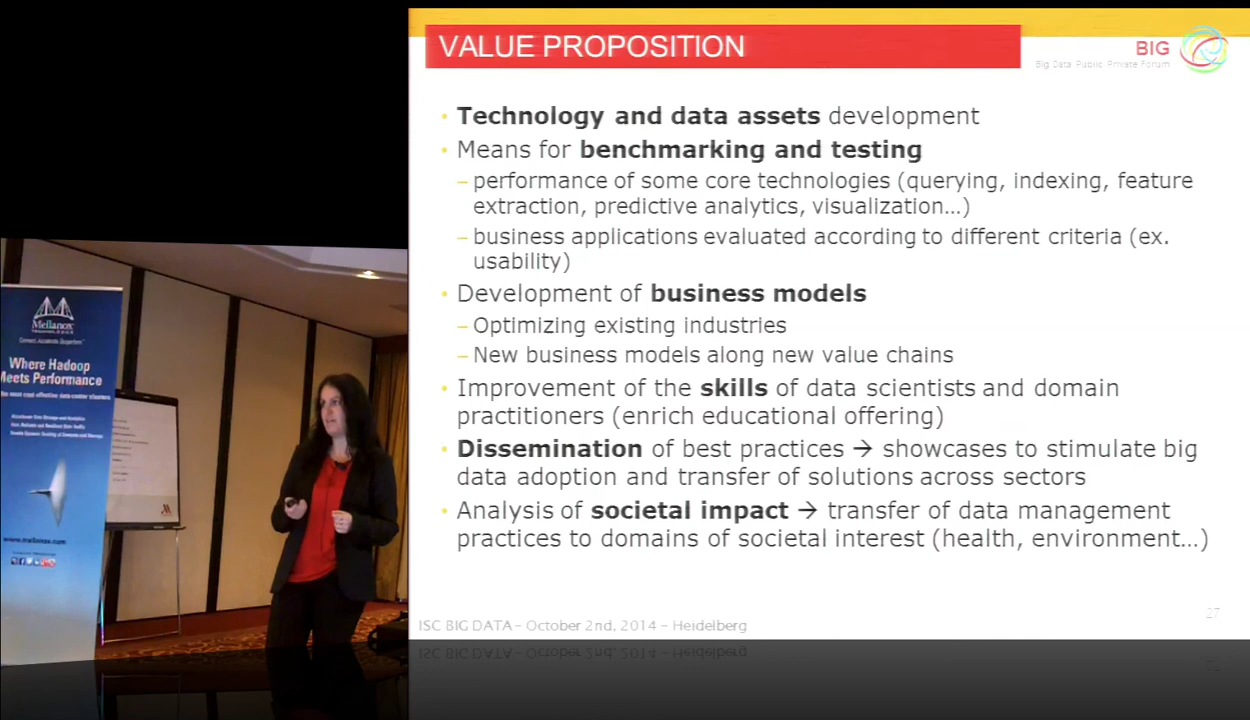 VALUE PROPOSITION
BIG
Big Data Public Private Forum
• Technology and data assets development
• Means for benchmarking and testing
– performance of some core technologies (querying, indexing, feature
extraction, predictive analytics, visualization...)
– business applications evaluated according to different criteria (ex.
usability)
• Development of business models
– Optimizing existing industries
– New business models along new value chains
• Improvement of the skills of data scientists and domain
practitioners (enrich educational offering)
• Dissemination of best practices → showcases to stimulate big
data adoption and transfer of solutions across sectors
• Analysis of societal impact → transfer of data management
practices to domains of societal interest (health, environment...)
27
ISC BIG DATA – October 2nd, 2014 – Heidelberg
Mellanox
Connect. Accelerate. Outperform.™
Where Hadoop
Meets Performance
www.mellanox.com